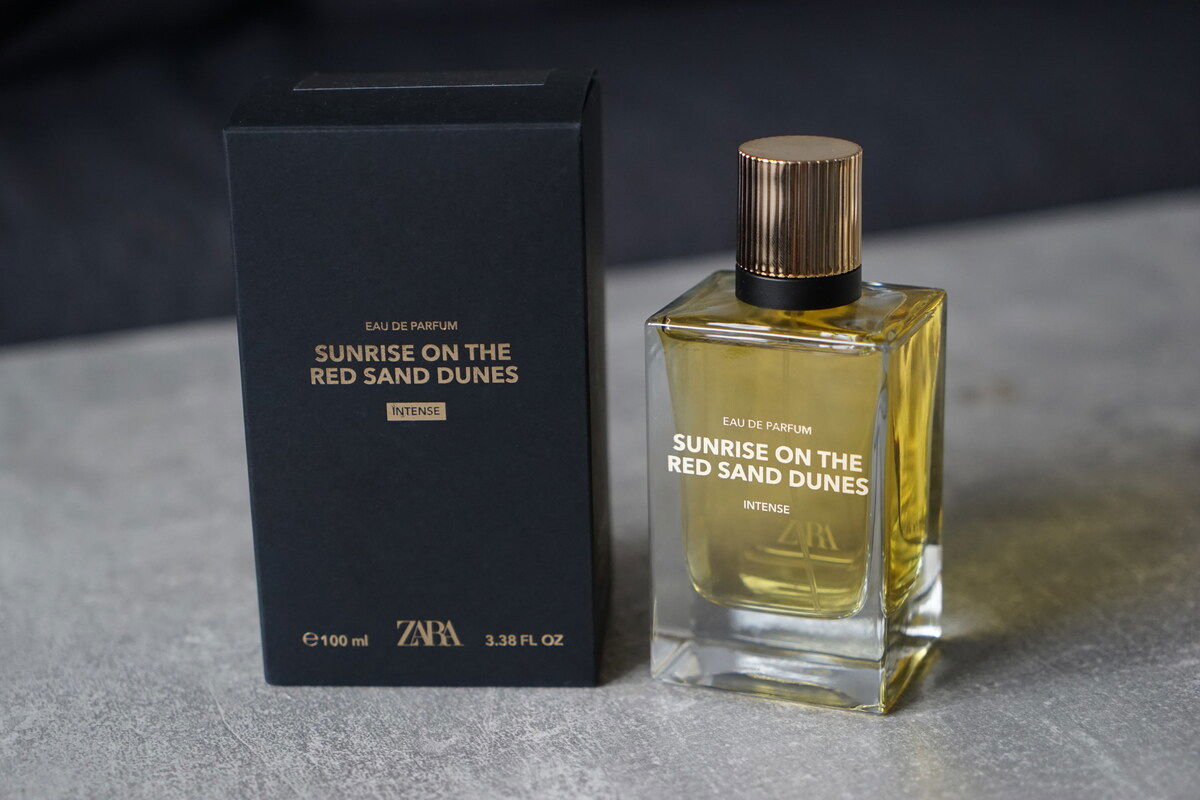 EAU DE PARFUM
SUNRISE ON THE
RED SAND DUNES
INTENSE
℮100 ml
ZARA
3.38 FL OZ
EAU DE PARFUM
SUNRISE ON THE
RED SAND DUNES
INTENSE
ZARA